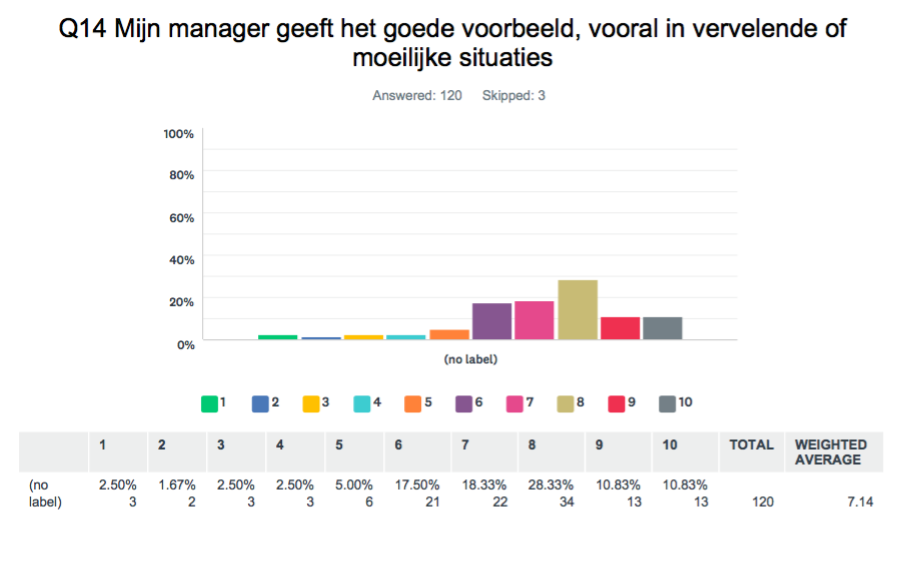 Q14 Mijn manager geeft het goede voorbeeld, vooral in vervelende of
moeilijke situaties
Answered: 120 Skipped: 3
100%
80%
60%
40%
20%
0%
(no label)
1 2 3 4 5 6 7 8 9 10
1 2 3 4 5 6 7 8 9 10 TOTAL WEIGHTED
AVERAGE
(no 2.50% 1.67% 2.50% 2.50% 5.00% 17.50% 18.33% 28.33% 10.83% 10.83%
label) 3 2 3 3 6 21 22 34 13 13 120 7.14